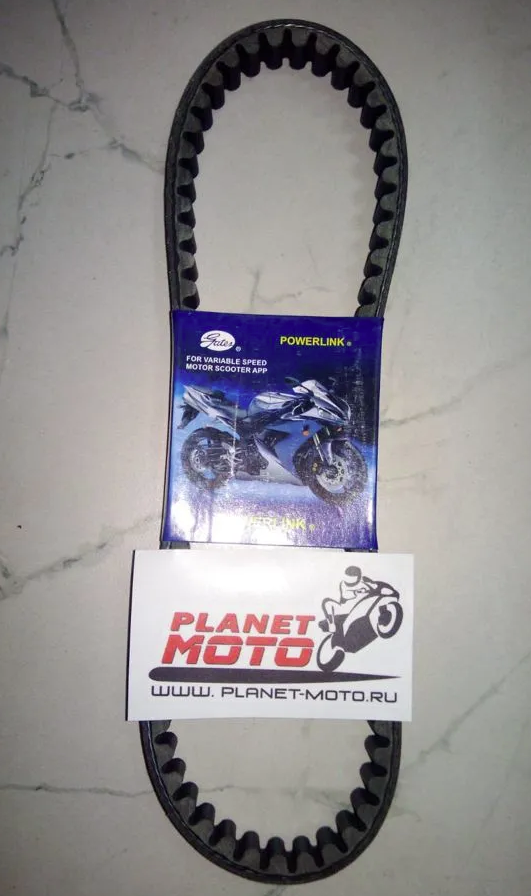 Gates ®
POWERLINK ®
FOR VARIABLE SPEED
MOTOR SCOOTER APP
POWERLINK ®
PLANET
MOTO
WWW. PLANET-MOTO.RU